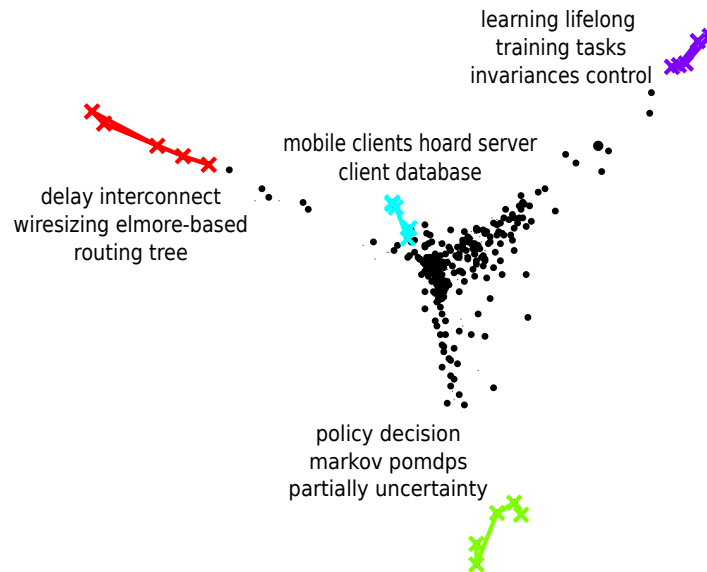 learning lifelong
training tasks
invariances control
mobile clients hoard server
client database
delay interconnect
wiresizing elmore-based
routing tree
policy decision
markov pomdps
partially uncertainty